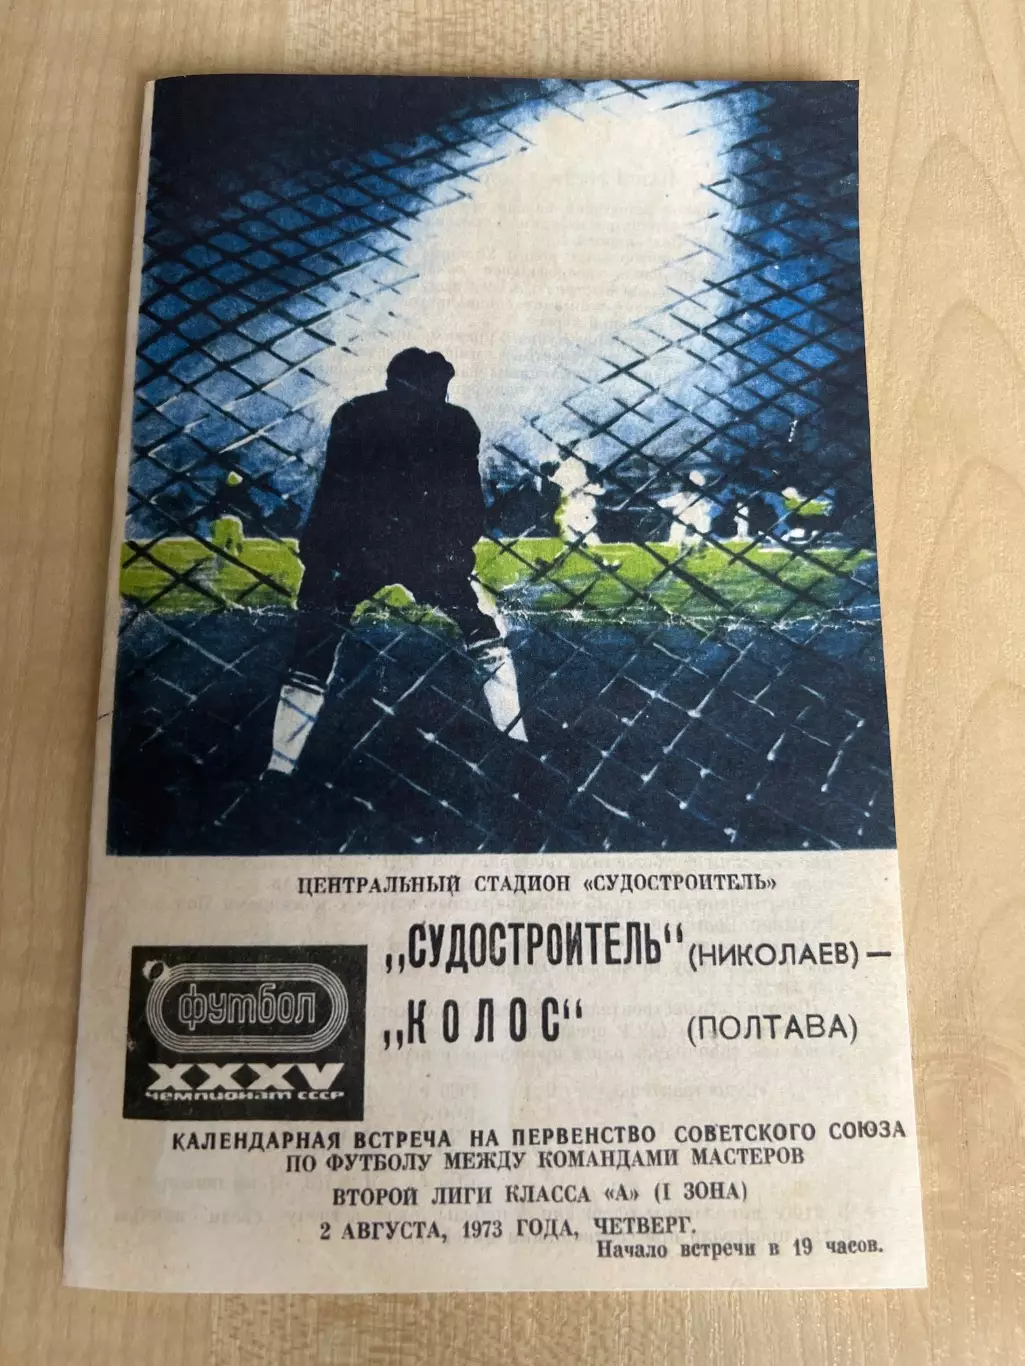 ЦЕНТРАЛЬНЫЙ СТАДИОН «СУДОСТРОИТЕЛЬ»
„СУДОСТРОИТЕЛЬ“ (НИКОЛАЕВ) —
„КОЛОС“ (ПОЛТАВА)
футбол
XXXV
чемпионат СССР
КАЛЕНДАРНАЯ ВСТРЕЧА НА ПЕРВЕНСТВО СОВЕТСКОГО СОЮЗА
ПО ФУТБОЛУ МЕЖДУ КОМАНДАМИ МАСТЕРОВ
ВТОРОЙ ЛИГИ КЛАССА «А» (I ЗОНА)
2 АВГУСТА, 1973 ГОДА, ЧЕТВЕРГ.
Начало встречи в 19 часов.